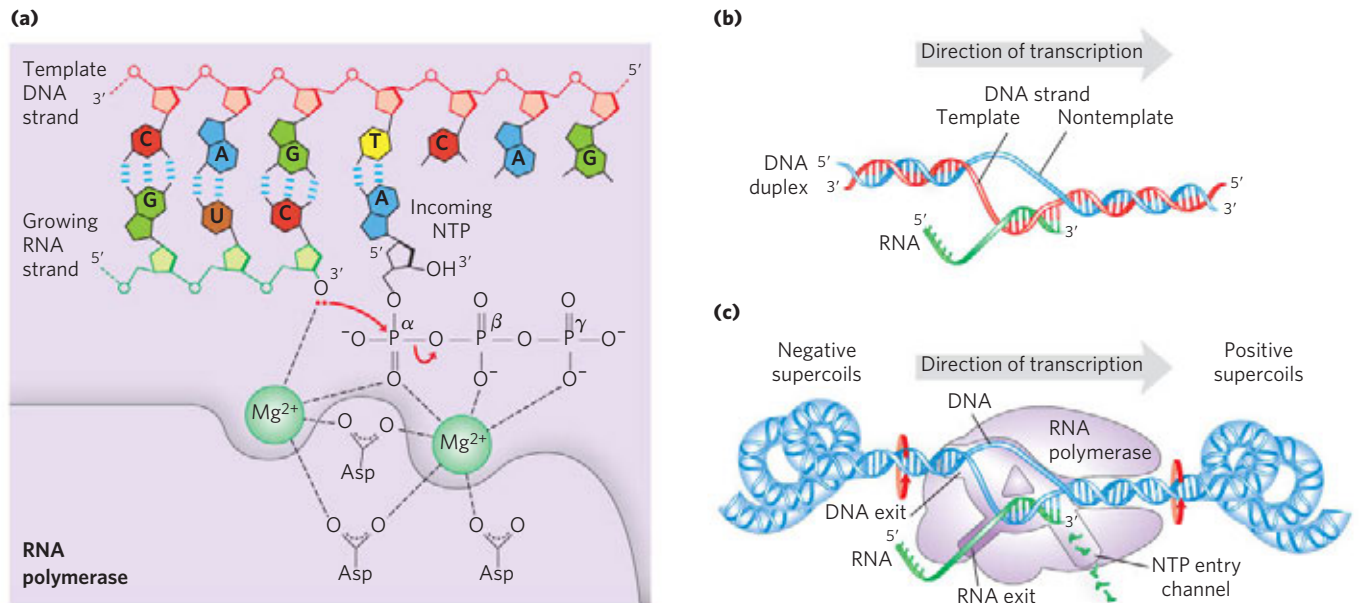 (a)
Template
DNA
strand
3′
5′
C
A
G
T
C
A
G
G
U
C
A
Growing
RNA
strand
5′
3′
Incoming
NTP
5′
OH 3′
O
O
O
O
⁻O
P
α
O
P
β
O
P
γ
O⁻
O
O⁻
O⁻
Mg²⁺
Mg²⁺
O
O
Asp
O
O
Asp
O
O
Asp
RNA
polymerase
(b)
Direction of transcription
DNA strand
Template
Nontemplate
DNA
duplex
5′
3′
5′
3′
5′
RNA
3′
(c)
Negative
supercoils
Direction of transcription
Positive
supercoils
DNA
RNA
polymerase
DNA exit
5′
RNA
3′
RNA exit
NTP entry
channel